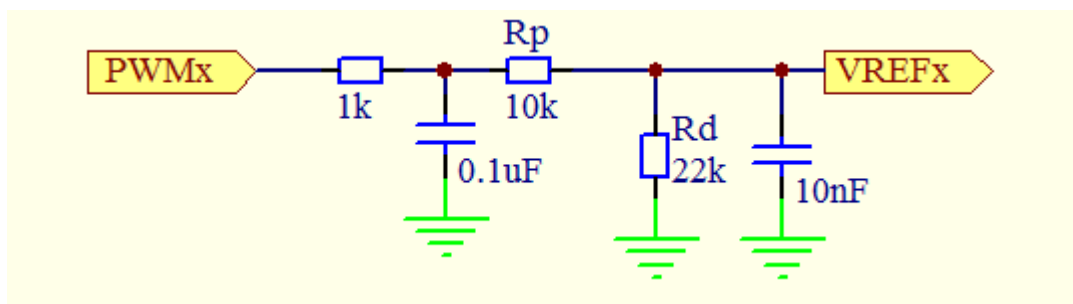 PWMx
1k
Rp
10k
0.1uF
Rd
22k
10nF
VREFx